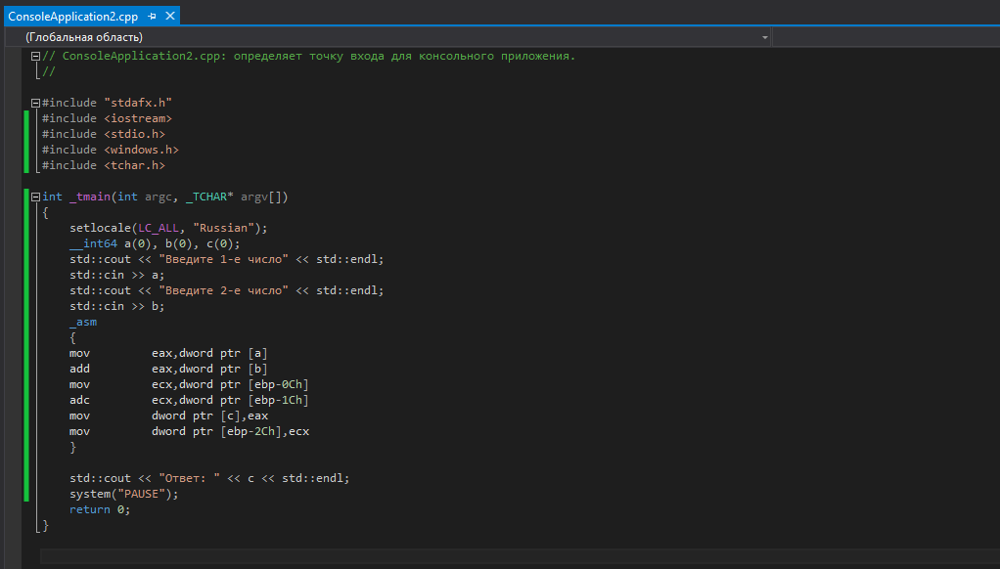 ConsoleApplication2.cpp
(Глобальная область)
// ConsoleApplication2.cpp: определяет точку входа для консольного приложения.
//
#include "stdafx.h"
#include <iostream>
#include <stdio.h>
#include <windows.h>
#include <tchar.h>
int _tmain(int argc, _TCHAR* argv[])
{
setlocale(LC_ALL, "Russian");
__int64 a(0), b(0), c(0);
std::cout << "Введите 1-е число" << std::endl;
std::cin >> a;
std::cout << "Введите 2-е число" << std::endl;
std::cin >> b;
_asm
{
mov eax,dword ptr [a]
add eax,dword ptr [b]
mov ecx,dword ptr [ebp-0Ch]
adc ecx,dword ptr [ebp-1Ch]
mov dword ptr [c],eax
mov dword ptr [ebp-2Ch],ecx
}
std::cout << "Ответ: " << c << std::endl;
system("PAUSE");
return 0;
}